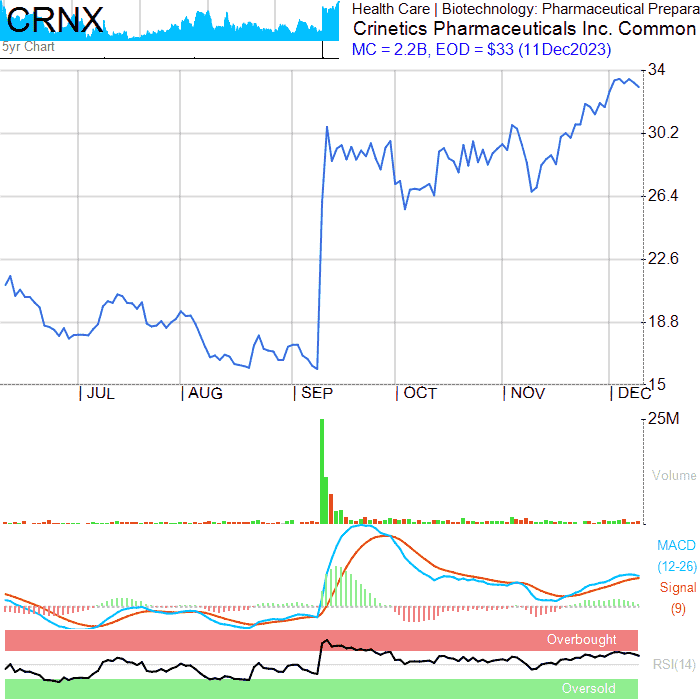 CRNX
5yr Chart
Health Care | Biotechnology: Pharmaceutical Prepara
Crinetics Pharmaceuticals Inc. Common
MC = 2.2B, EOD = $33 (11Dec2023)
34
30.2
26.4
22.6
18.8
15
JUL
AUG
SEP
OCT
NOV
DEC
25M
Volume
MACD
(12-26)
Signal
(9)
Overbought
RSI(14)
Oversold